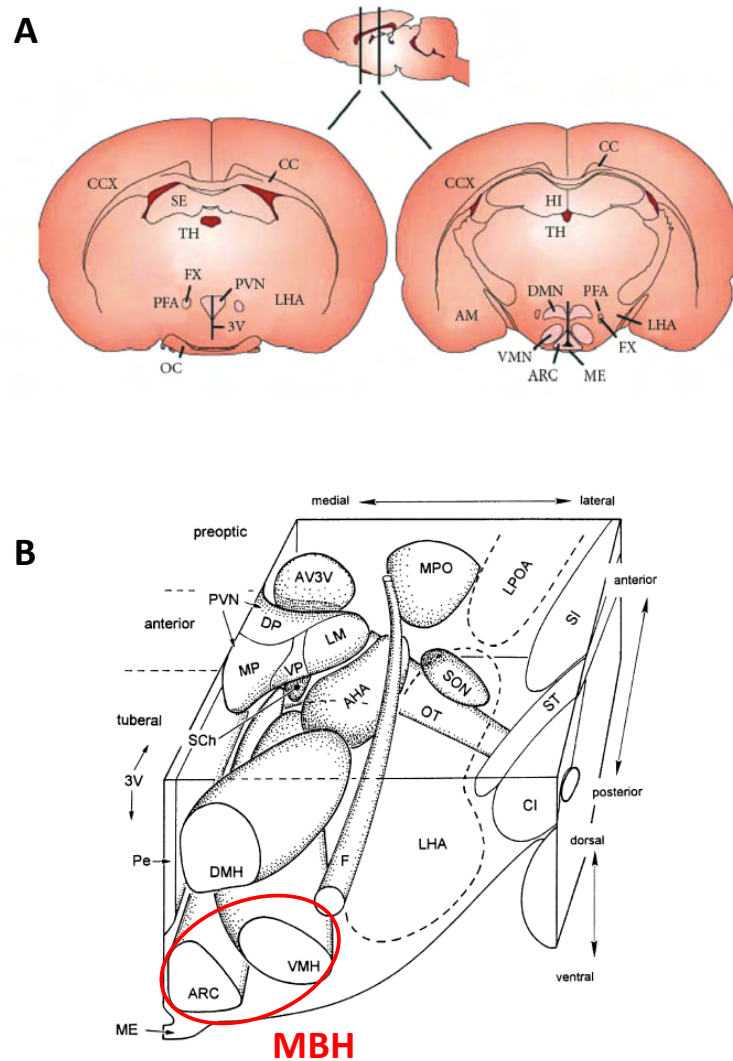 A
CC
CCX
SE
TH
FX
PVN
PFA
LHA
3V
OC
CC
CCX
HI
TH
DMN
PFA
AM
LHA
VMN
FX
ARC
ME
B
medial
lateral
preoptic
anterior
AV3V
MPO
LPOA
PVN
DP
SI
anterior
LM
MP
VP
SON
AHA
ST
OT
tuberal
SCh
3V
posterior
CI
Pe
dorsal
F
LHA
DMH
VMH
ARC
ventral
ME
MBH